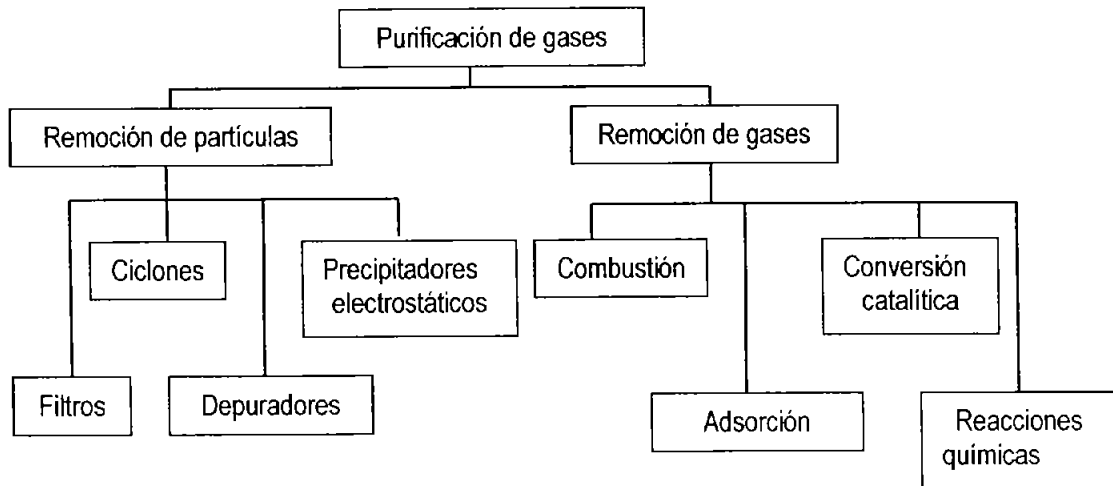 Purificación de gases
Remoción de partículas
Remoción de gases
Ciclones
Precipitadores
electrostáticos
Combustión
Conversión
catalítica
Filtros
Depuradores
Adsorción
Reacciones
químicas